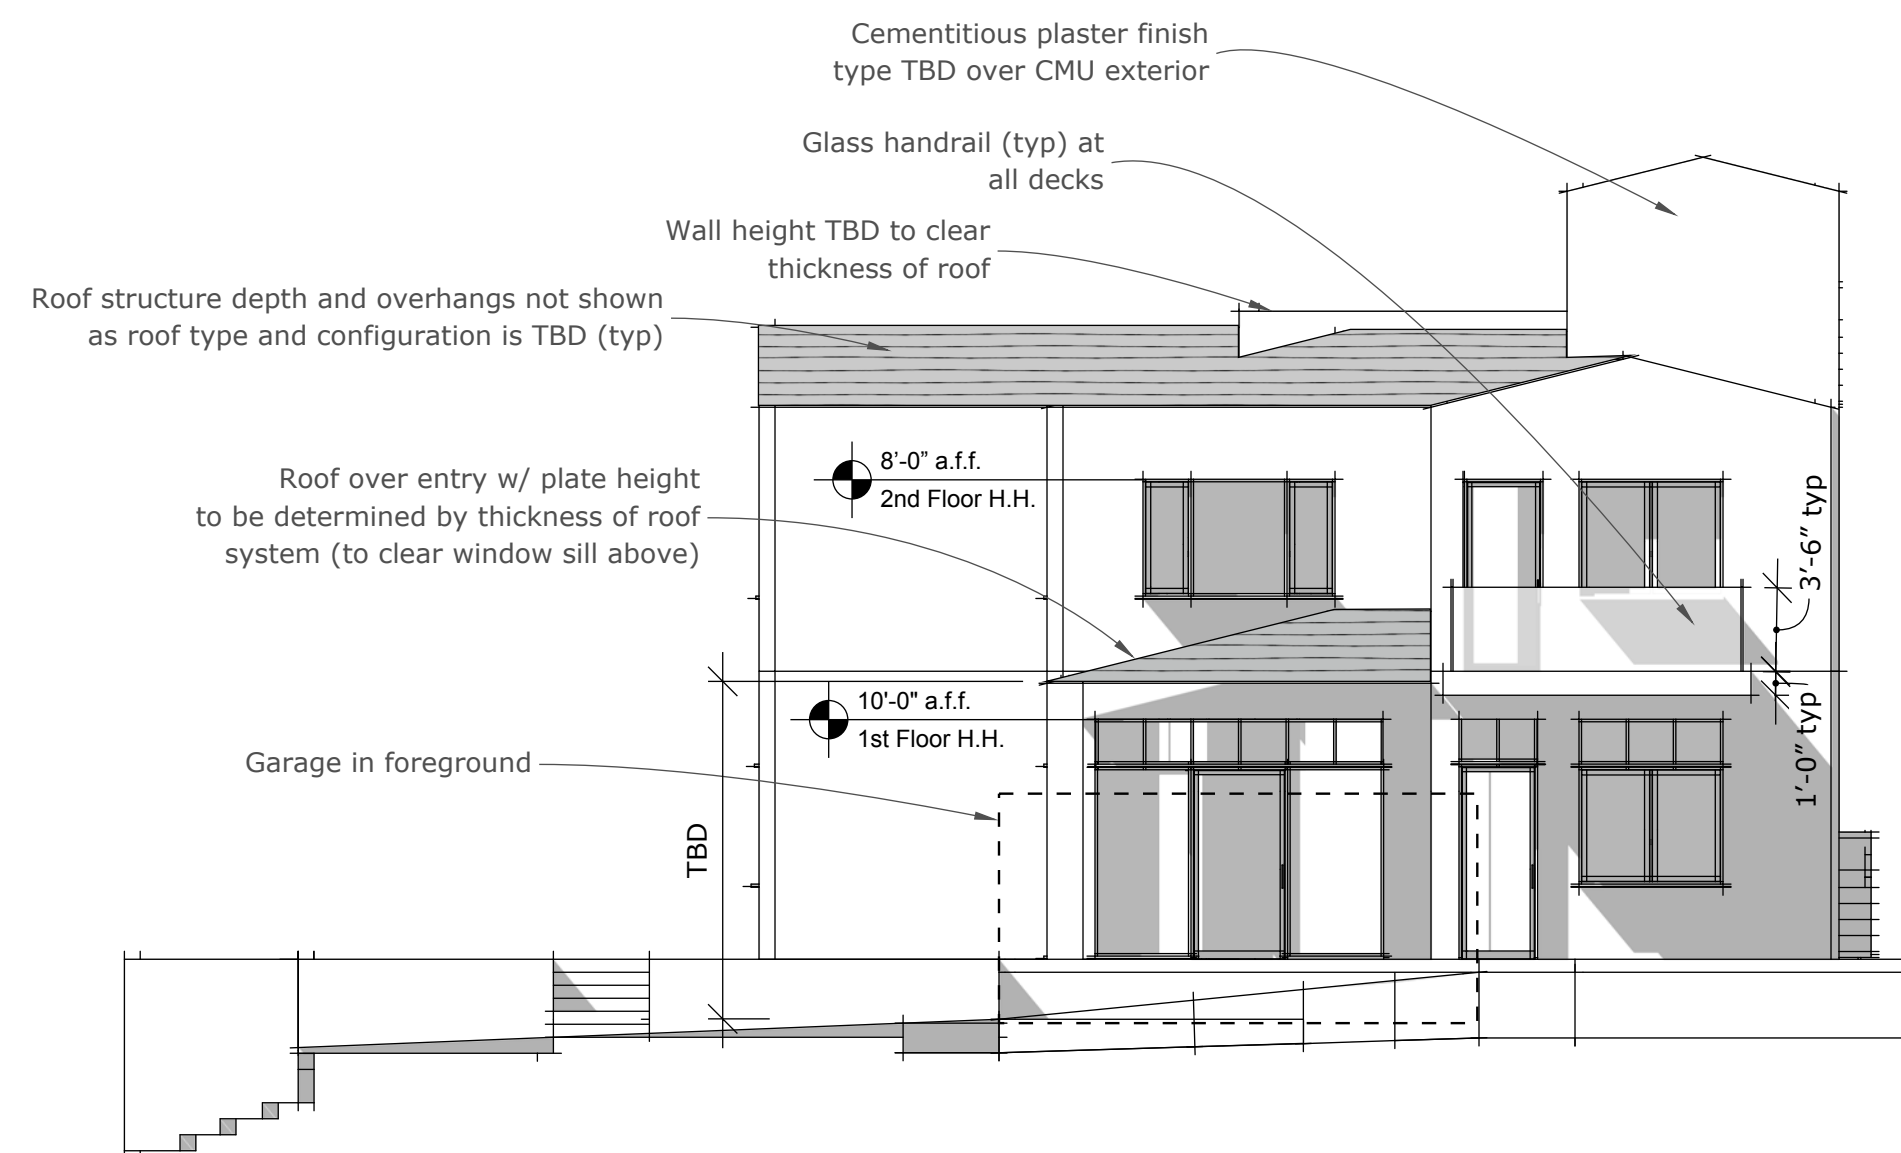 Cementitious plaster finish
type TBD over CMU exterior
Glass handrail (typ) at
all decks
Wall height TBD to clear
thickness of roof
Roof structure depth and overhangs not shown
as roof type and configuration is TBD (typ)
8’-0” a.f.f.
2nd Floor H.H.
Roof over entry w/ plate height
to be determined by thickness of roof
system (to clear window sill above)
3’-6” typ
10'-0" a.f.f.
1st Floor H.H.
1’-0” typ
Garage in foreground
TBD